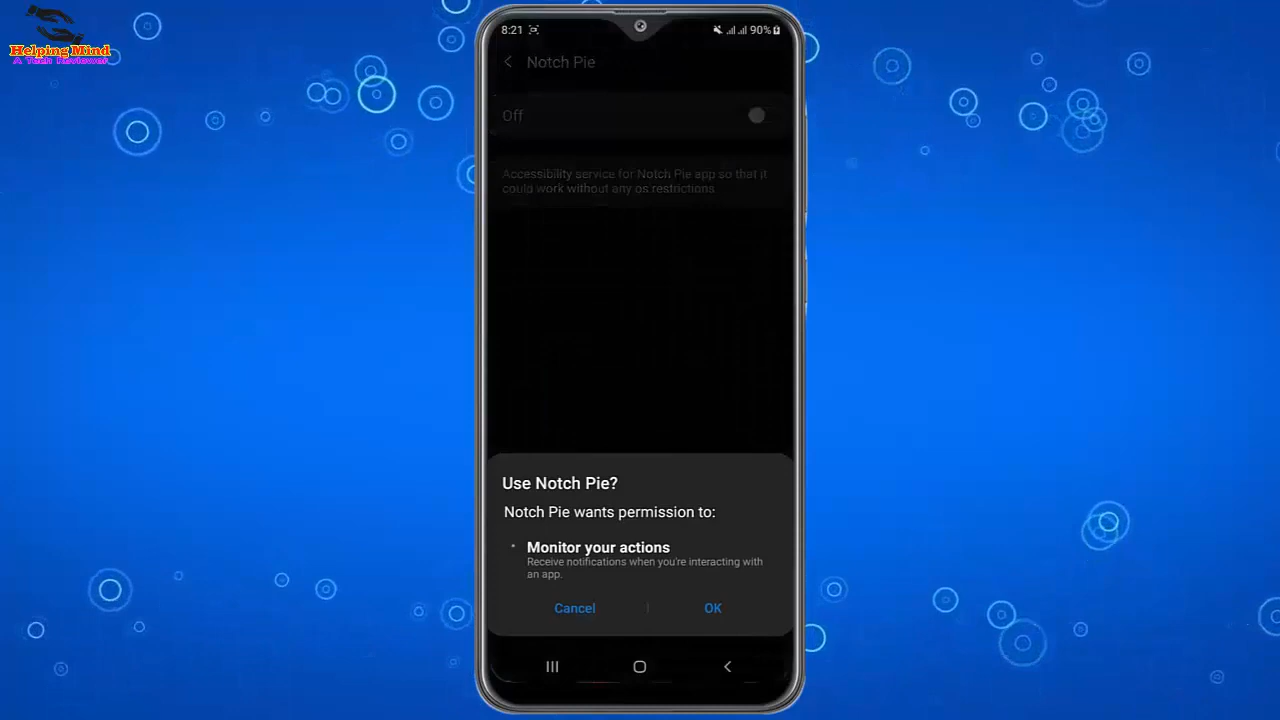 Helping Mind
A Tech Reviewer
8:21
90%
Notch Pie
Off
Accessibility service for Notch Pie app so that it
could work without any os restrictions.
Use Notch Pie?
Notch Pie wants permission to:
Monitor your actions
Receive notifications when you're interacting with
an app.
Cancel
OK